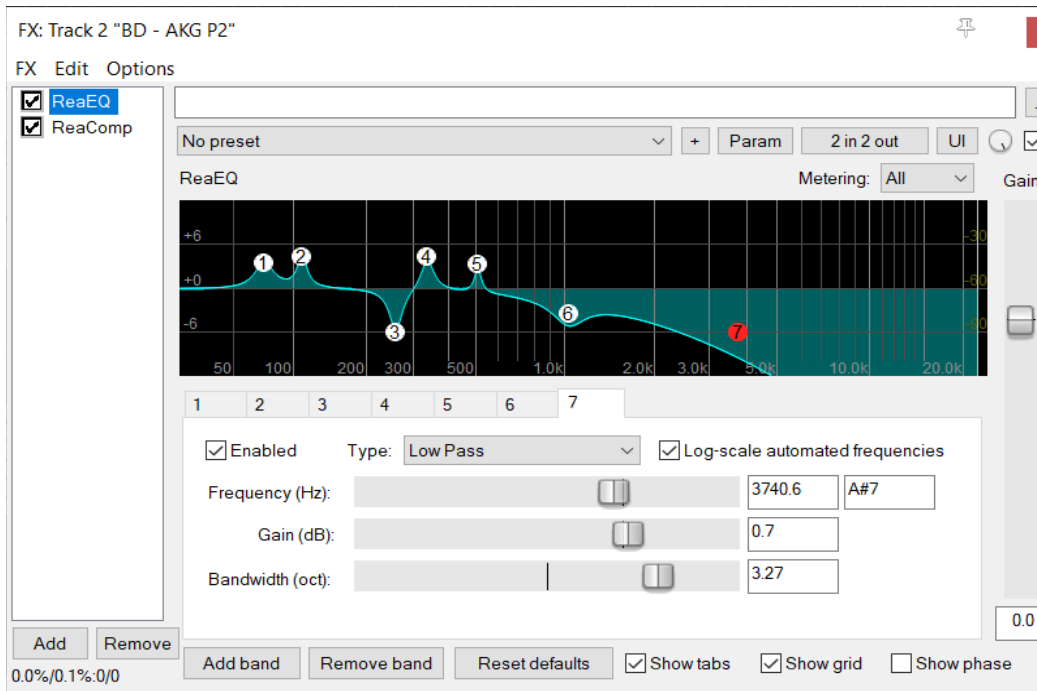 FX: Track 2 "BD - AKG P2"
FX Edit Options
ReaEQ
ReaComp
No preset + Param 2 in 2 out UI
ReaEQ Metering: All Gain
+6 -30
+0 -60
-6 -90
1 2 3 4 5 6 7
50 100 200 300 500 1.0k 2.0k 3.0k 5.0k 10.0k 20.0k
1 2 3 4 5 6 7
Enabled Type: Low Pass Log-scale automated frequencies
Frequency (Hz): 3740.6 A#7
Gain (dB): 0.7
Bandwidth (oct): 3.27
0.0
Add Remove
Add band Remove band Reset defaults Show tabs Show grid Show phase
0.0%/0.1%:0/0